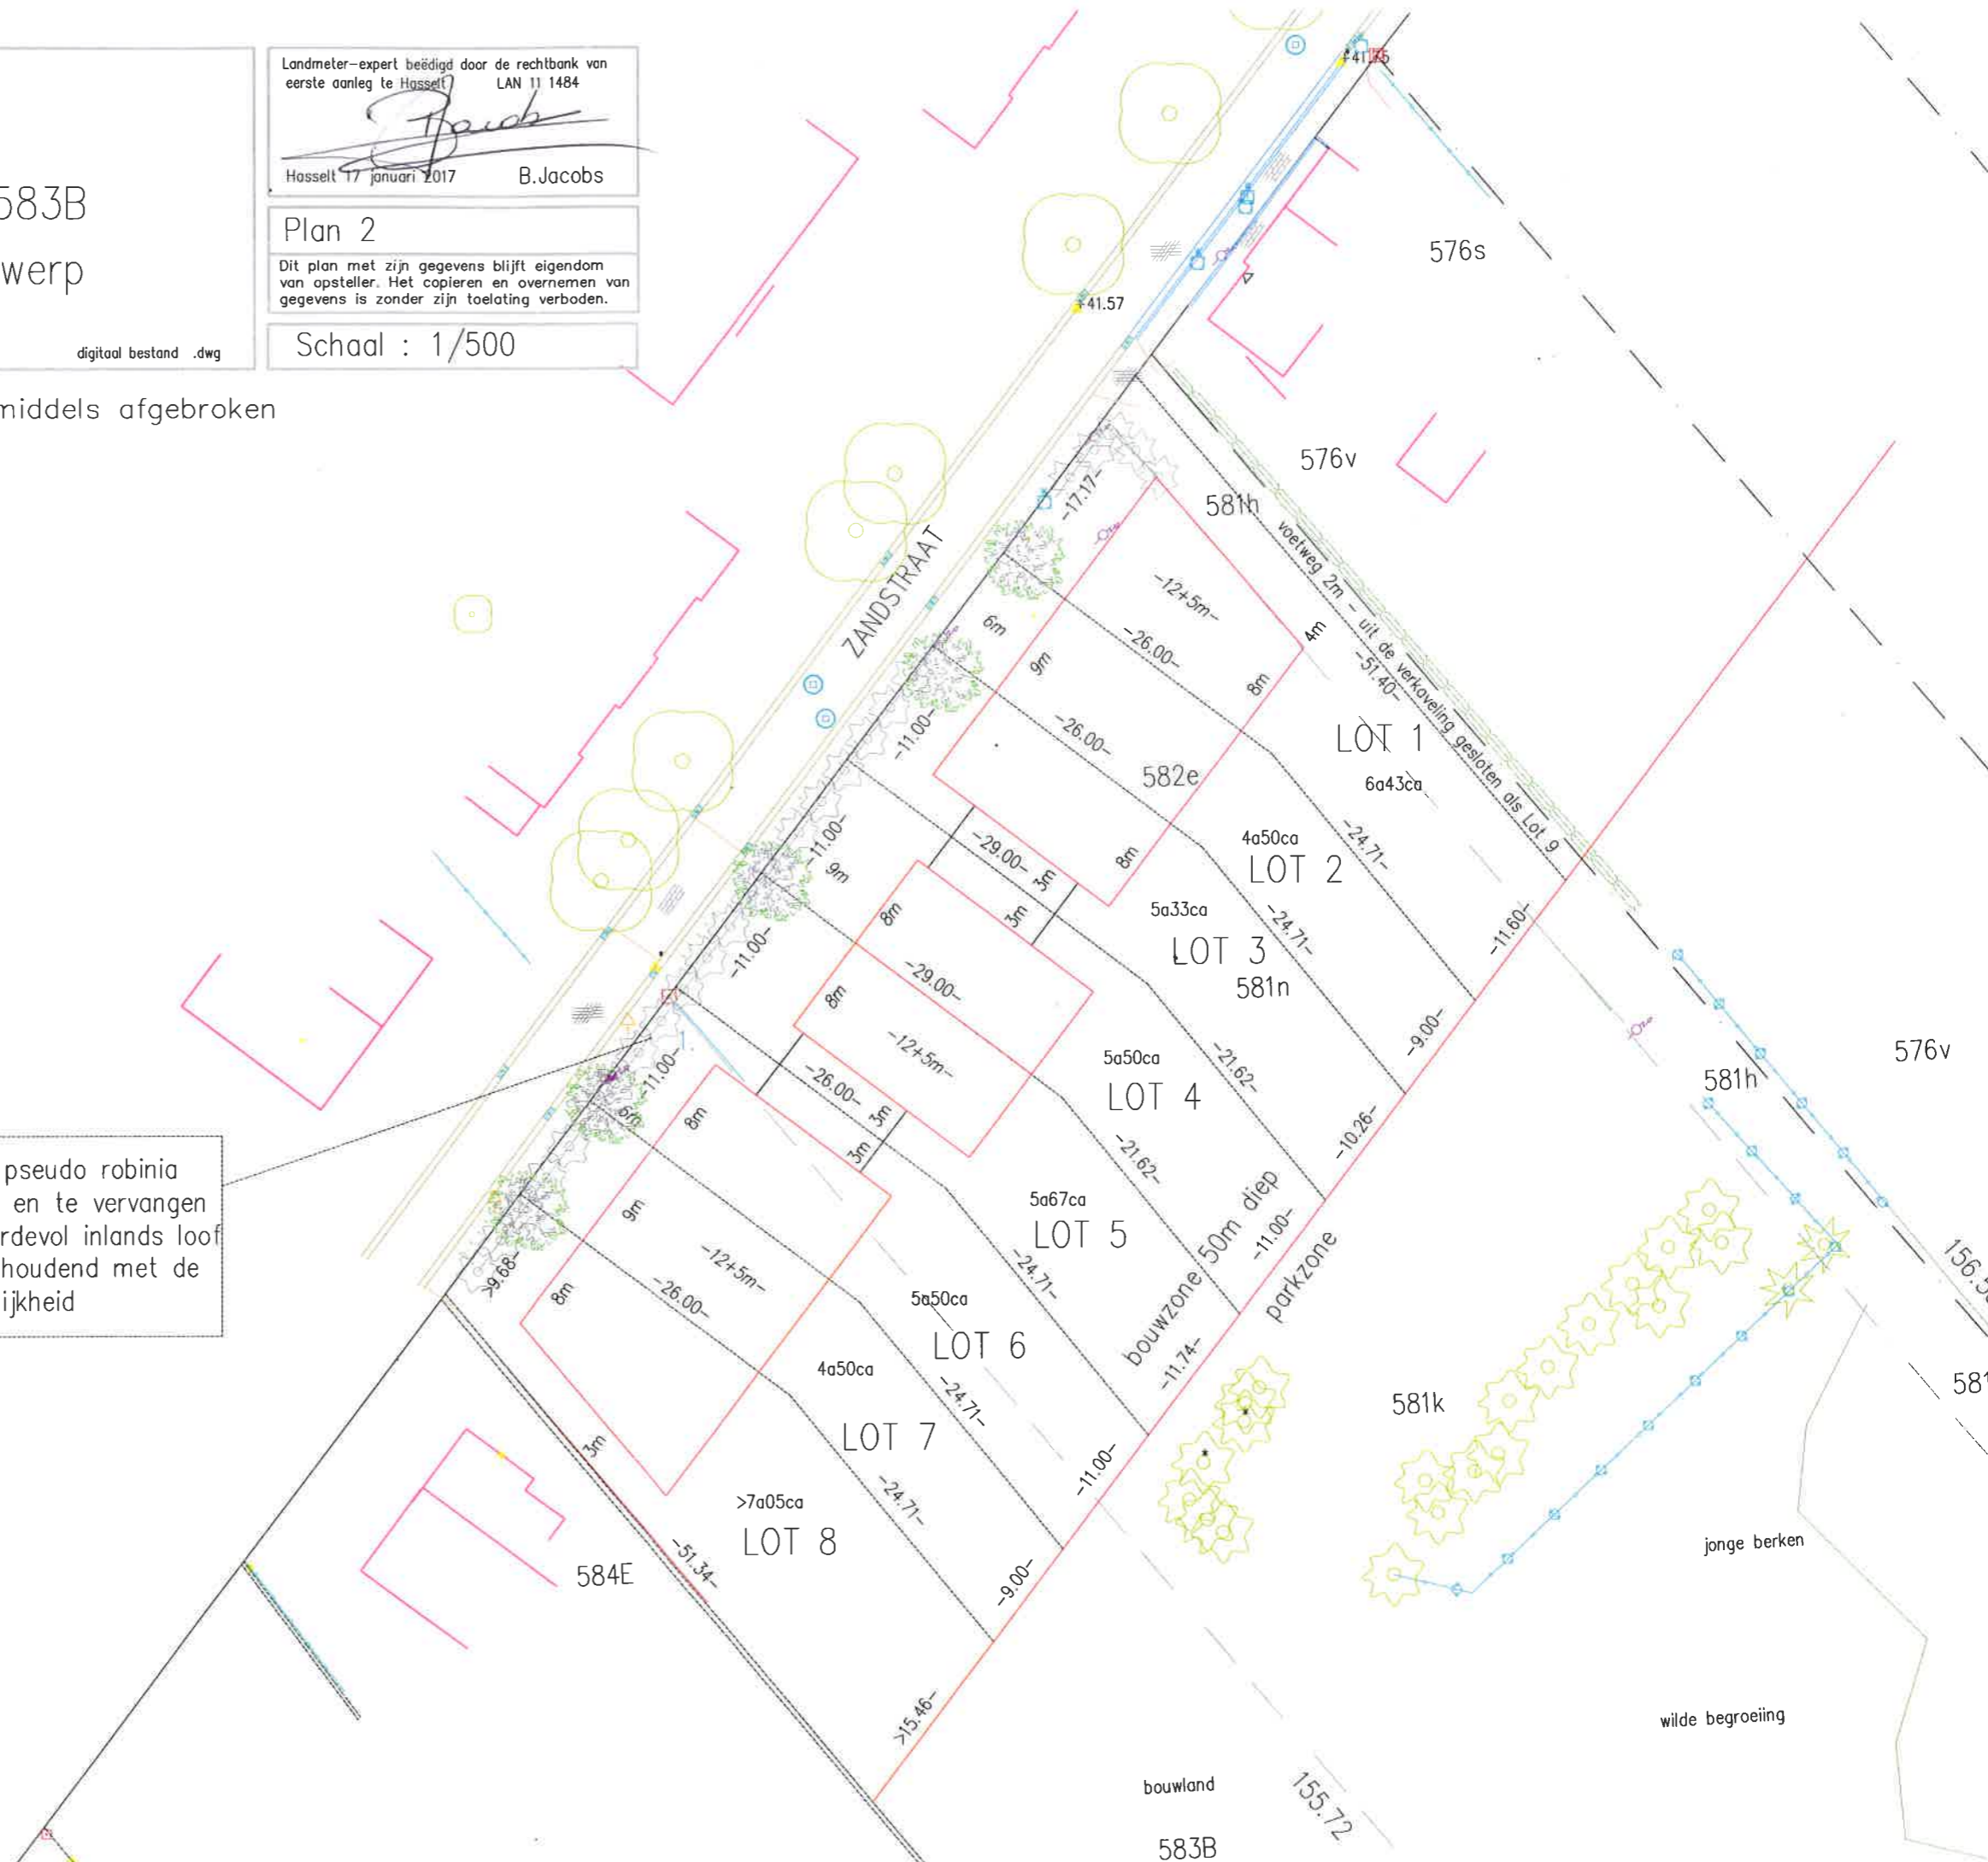 583B
werp
digitaal bestand .dwg
Landmeter-expert beëdigd door de rechtbank van
eerste aanleg te Hasselt LAN 11 1484
Hasselt 17 januari 2017 B.Jacobs
Plan 2
Dit plan met zijn gegevens blijft eigendom
van opsteller. Het copieren en overnemen van
gegevens is zonder zijn toelating verboden.
Schaal : 1/500
middels afgebroken
+41.57
576s
576v
581h
ZANDSTRAAT
voetweg 2m - uit de verkaveling gesloten als Lot 9
-17.17-
-12+5m-
-26.00-
6m
9m
4m
8m
-51.40-
LOT 1
6a43ca
-11.00-
-26.00-
582e
4a50ca
LOT 2
-24.71-
8m
-11.00-
9m
-29.00-
3m
3m
8m
5a33ca
LOT 3
581n
-24.71-
-11.60-
-9.00-
-11.00-
-29.00-
8m
-12+5m-
5a50ca
LOT 4
-21.62-
-10.26-
581h
576v
-11.00-
-26.00-
3m
3m
8m
6m
-21.62-
5a67ca
LOT 5
bouwzone 50m diep
-11.00-
parkzone
pseudo robinia
en te vervangen
rdevol inlands loof
houdend met de
ijkheid
9m
-12+5m-
-24.71-
5a50ca
LOT 6
-11.74-
>9.68-
8m
-26.00-
4a50ca
LOT 7
-24.71-
-11.00-
581k
581
3m
>7a05ca
LOT 8
-24.71-
-9.00-
584E
-51.34-
>15.46-
jonge berken
wilde begroeiing
bouwland
155.72
583B